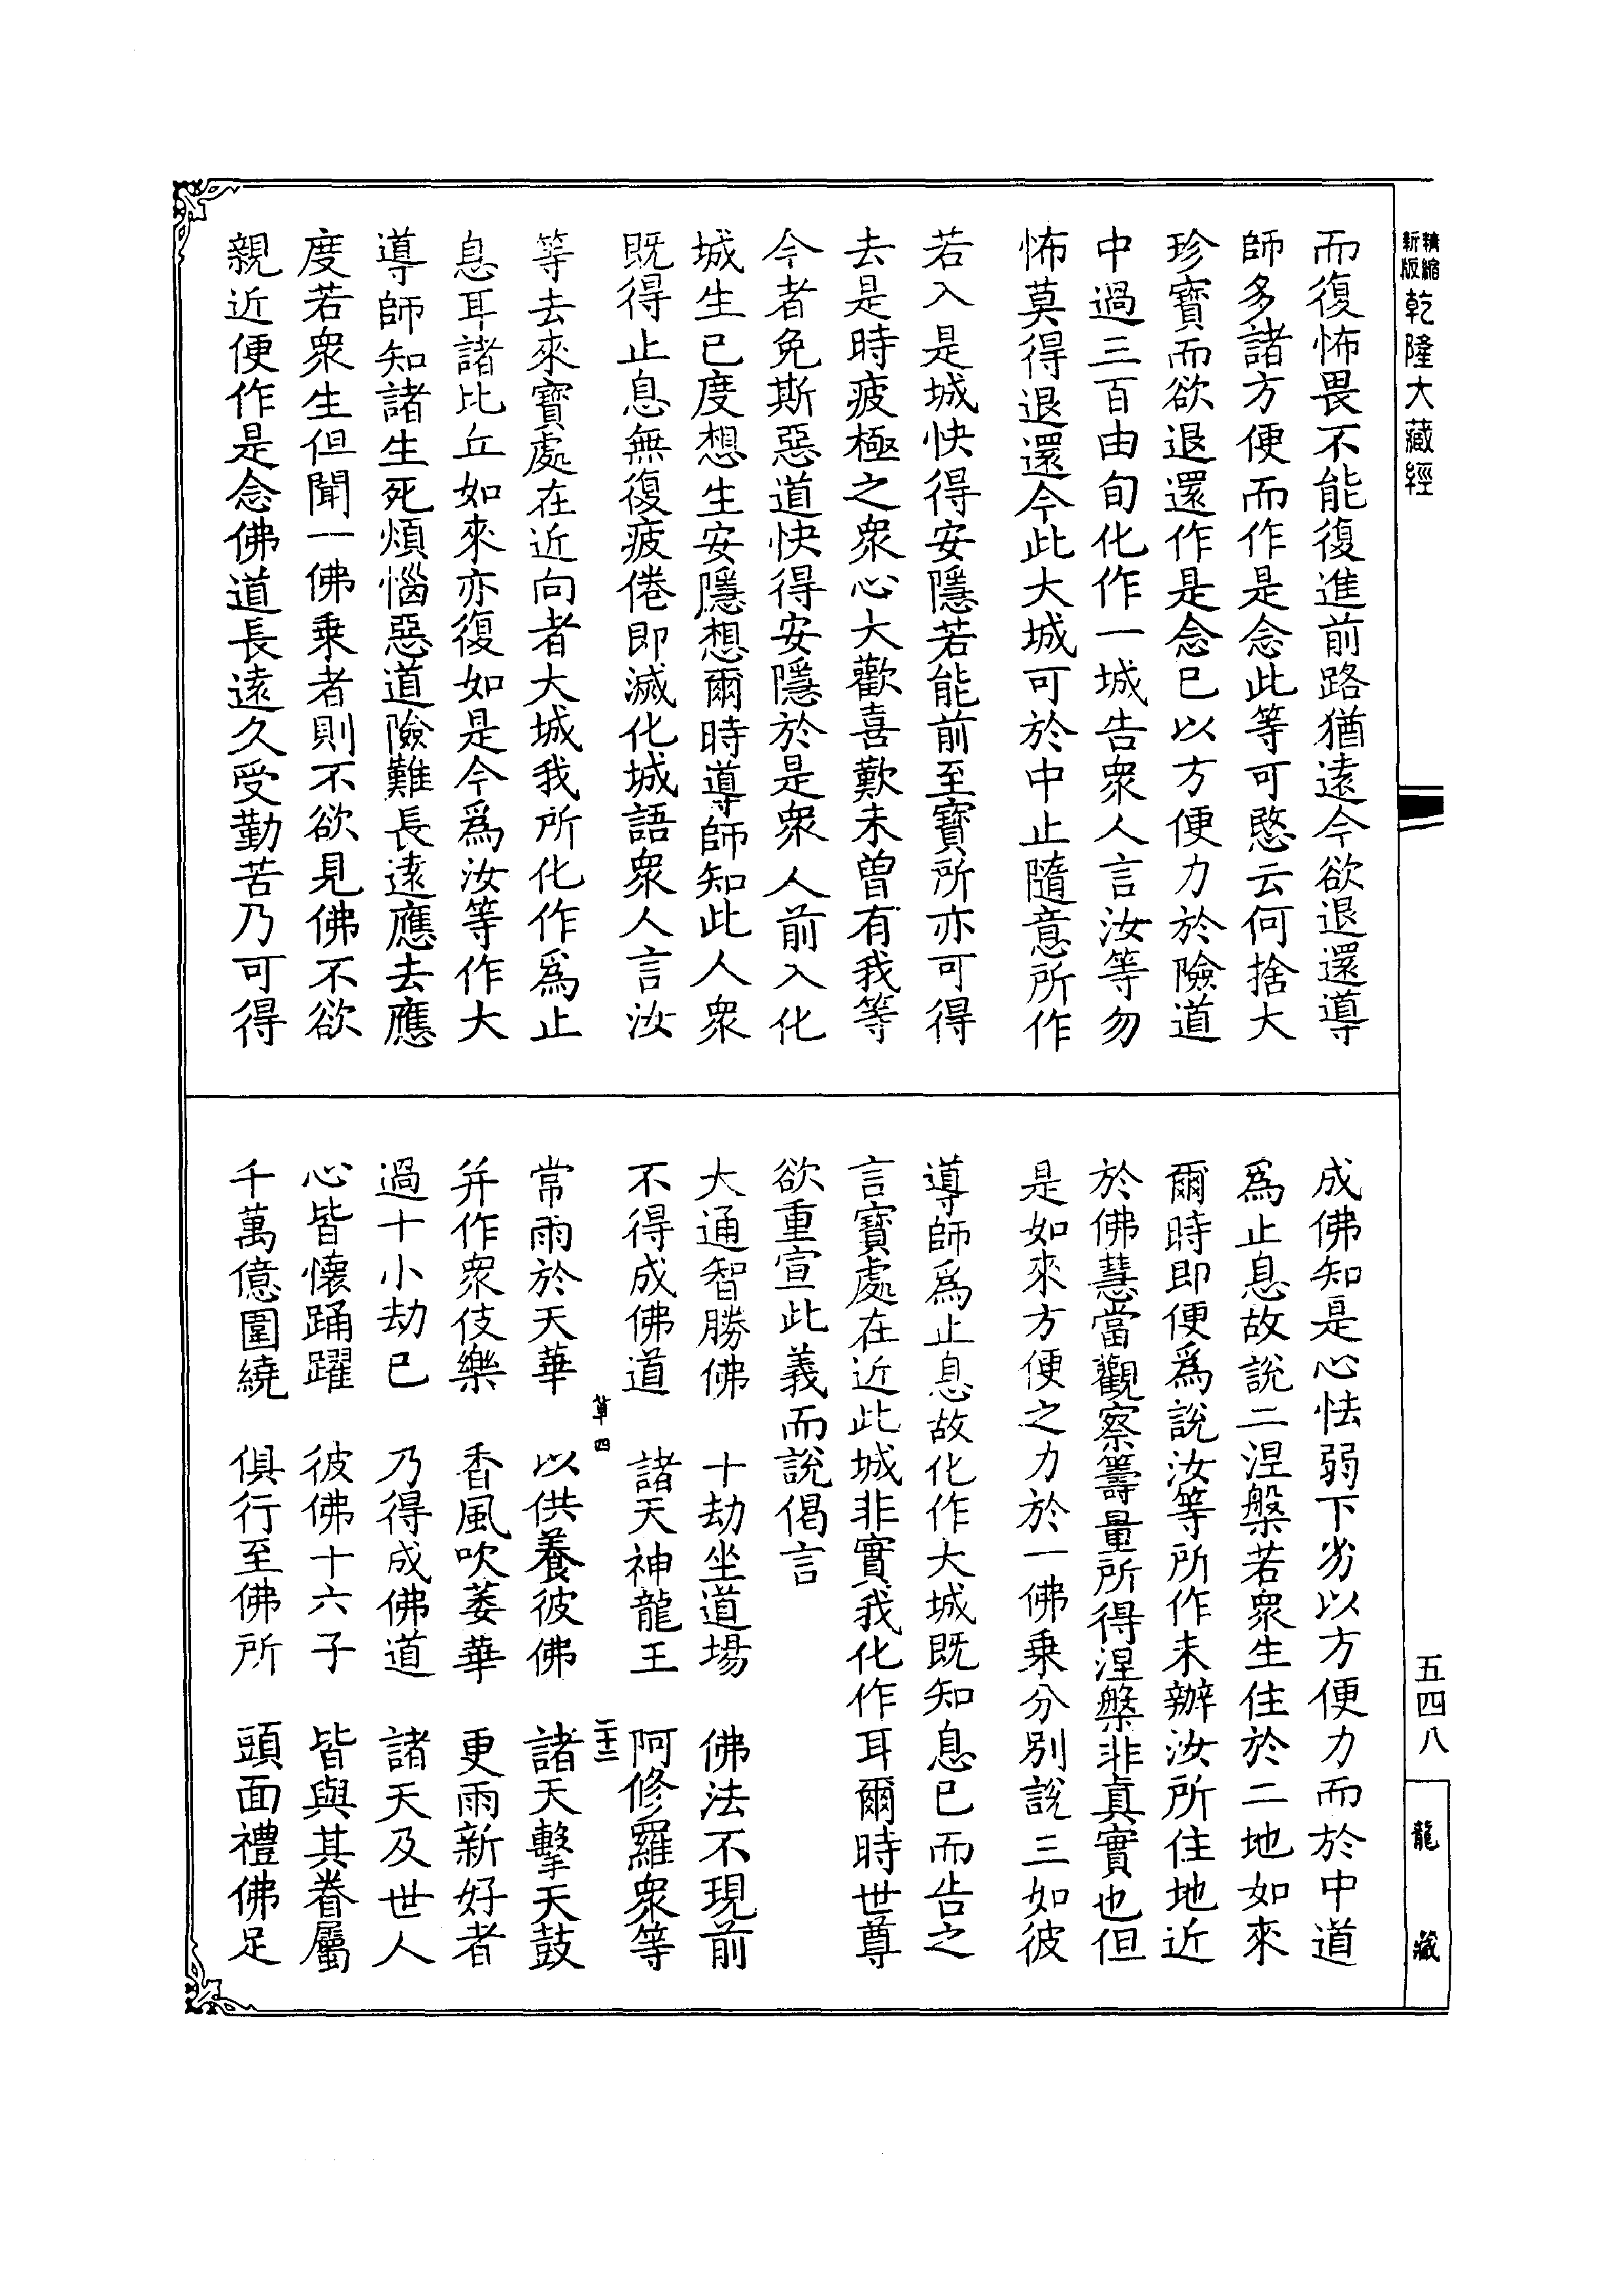 精縮新版乾隆大藏經
五四八
龍藏
而復怖畏不能復進前路猶遠今欲退還導
師多諸方便而作是念此等可愍云何捨大
珍寶而欲退還作是念已以方便力於險道
中過三百由旬化作一城告眾人言汝等勿
怖莫得退還今此大城可於中止隨意所作
若入是城快得安隱若能前至寶所亦可得
去是時疲極之眾心大歡喜歎未曾有我等
今者免斯惡道快得安隱於是眾人前入化
城生已度想生安隱想爾時導師知此人眾
既得止息無復疲倦即滅化城語眾人言汝
等去來寶處在近向者大城我所化作為止
息耳諸比丘如來亦復如是今為汝等作大
導師知諸生死煩惱惡道險難長遠應去應
度若眾生但聞一佛乘者則不欲見佛不欲
親近便作是念佛道長遠久受勤苦乃可得
成佛知是心怯弱下劣以方便力而於中道
為止息故說二涅槃若眾生住於二地如來
爾時即便為說汝等所作未辦汝所住地近
於佛慧當觀察籌量所得涅槃非真實也但
是如來方便之力於一佛乘分別說三如彼
導師為止息故化作大城既知息已而告之
言寶處在近此城非實我化作耳爾時世尊
欲重宣此義而說偈言
大通智勝佛 十劫坐道場 佛法不現前
不得成佛道 諸天神龍王 阿修羅眾等
草四 二十三
常雨於天華 以供養彼佛 諸天擊天鼓
并作眾伎樂 香風吹萎華 更雨新好者
過十小劫已 乃得成佛道 諸天及世人
心皆懷踊躍 彼佛十六子 皆與其眷屬
千萬億圍繞 俱行至佛所 頭面禮佛足